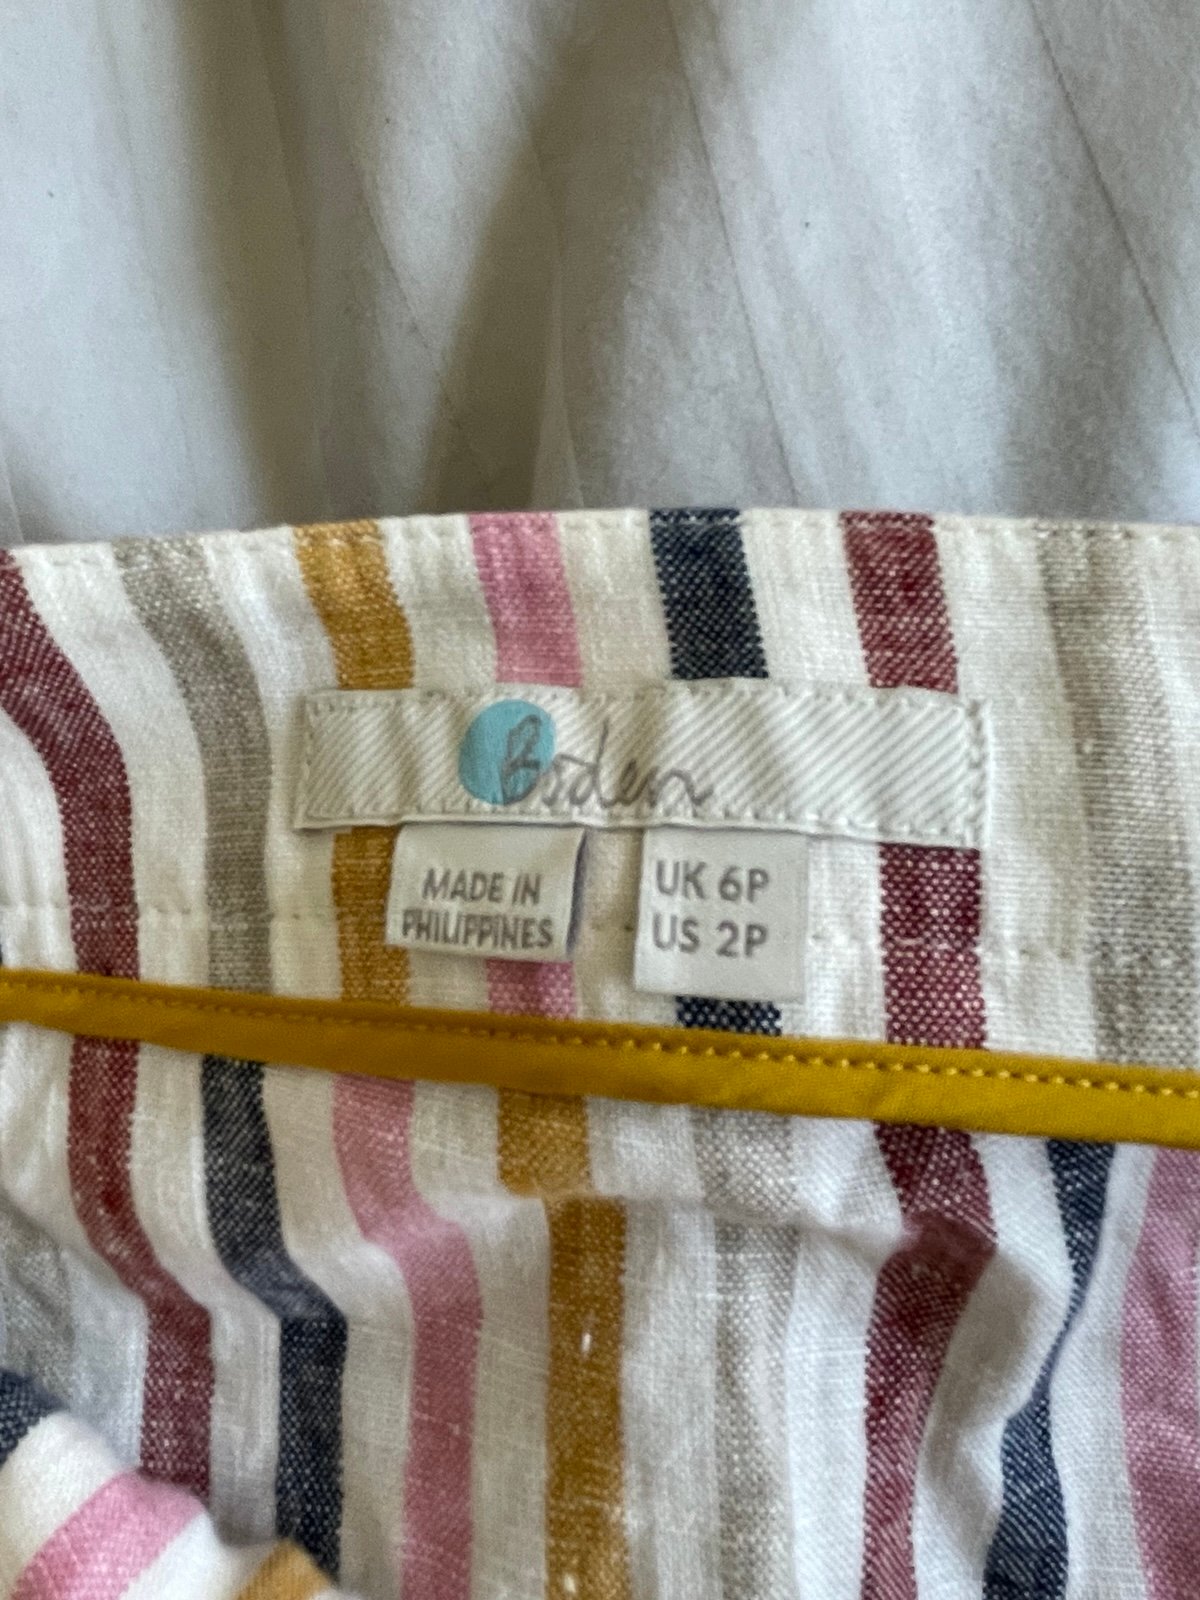 Boden
MADE IN
PHILIPPINES
UK 6P
US 2P